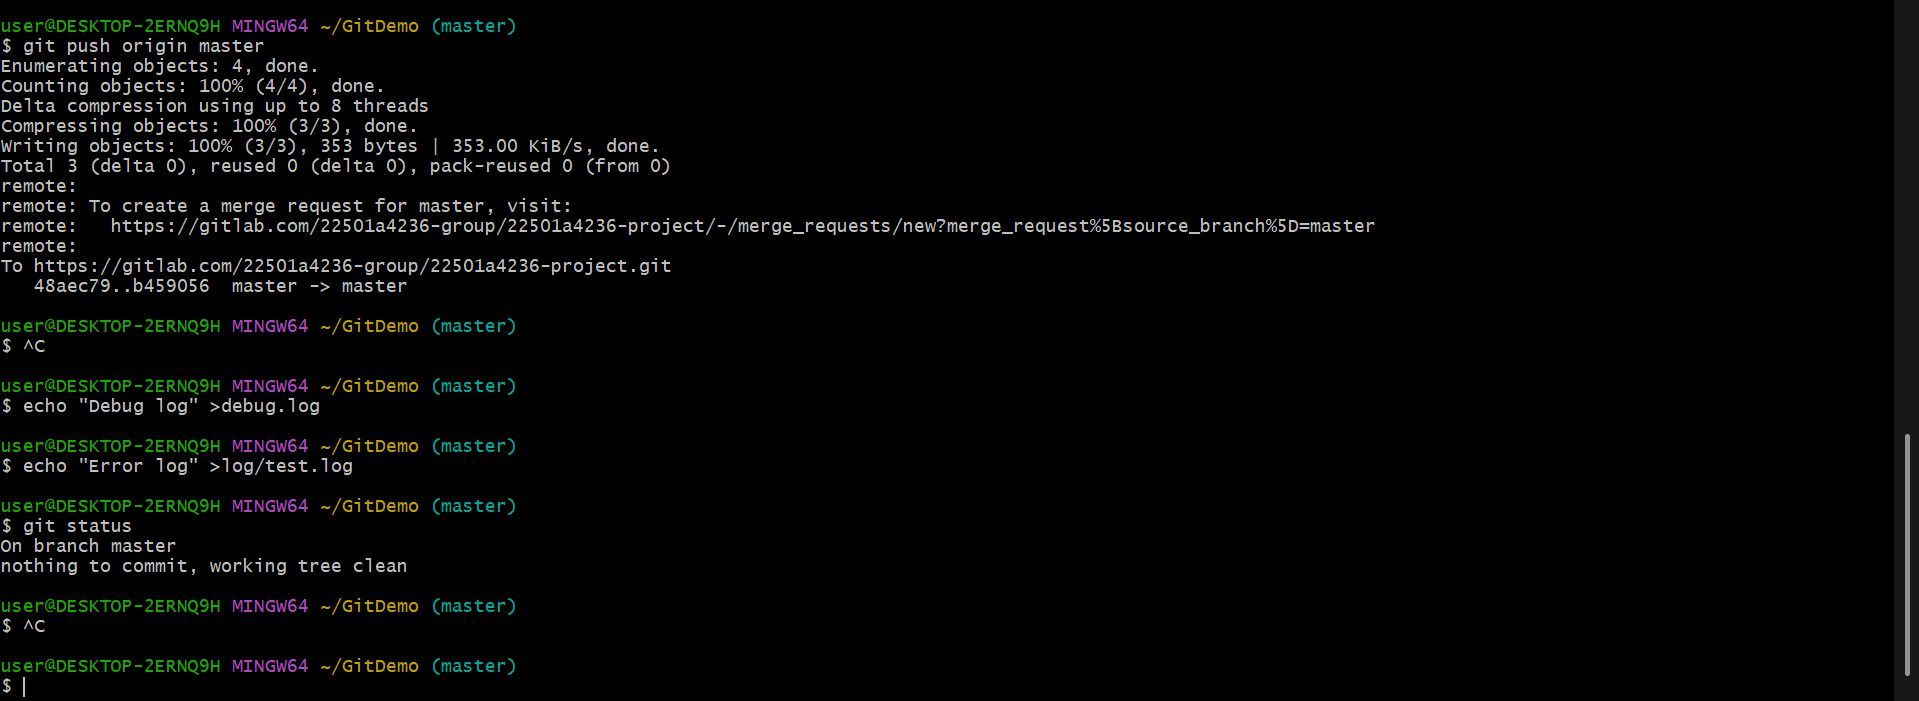 user@DESKTOP-2ERNQ9H MINGW64 ~/GitDemo (master)
$ git push origin master
Enumerating objects: 4, done.
Counting objects: 100% (4/4), done.
Delta compression using up to 8 threads
Compressing objects: 100% (3/3), done.
Writing objects: 100% (3/3), 353 bytes | 353.00 KiB/s, done.
Total 3 (delta 0), reused 0 (delta 0), pack-reused 0 (from 0)
remote:
remote: To create a merge request for master, visit:
remote:   https://gitlab.com/22501a4236-group/22501a4236-project/-/merge_requests/new?merge_request%5Bsource_branch%5D=master
remote:
To https://gitlab.com/22501a4236-group/22501a4236-project.git
   48aec79..b459056  master -> master
user@DESKTOP-2ERNQ9H MINGW64 ~/GitDemo (master)
$ ^C
user@DESKTOP-2ERNQ9H MINGW64 ~/GitDemo (master)
$ echo "Debug log" >debug.log
user@DESKTOP-2ERNQ9H MINGW64 ~/GitDemo (master)
$ echo "Error log" >log/test.log
user@DESKTOP-2ERNQ9H MINGW64 ~/GitDemo (master)
$ git status
On branch master
nothing to commit, working tree clean
user@DESKTOP-2ERNQ9H MINGW64 ~/GitDemo (master)
$ ^C
user@DESKTOP-2ERNQ9H MINGW64 ~/GitDemo (master)
$